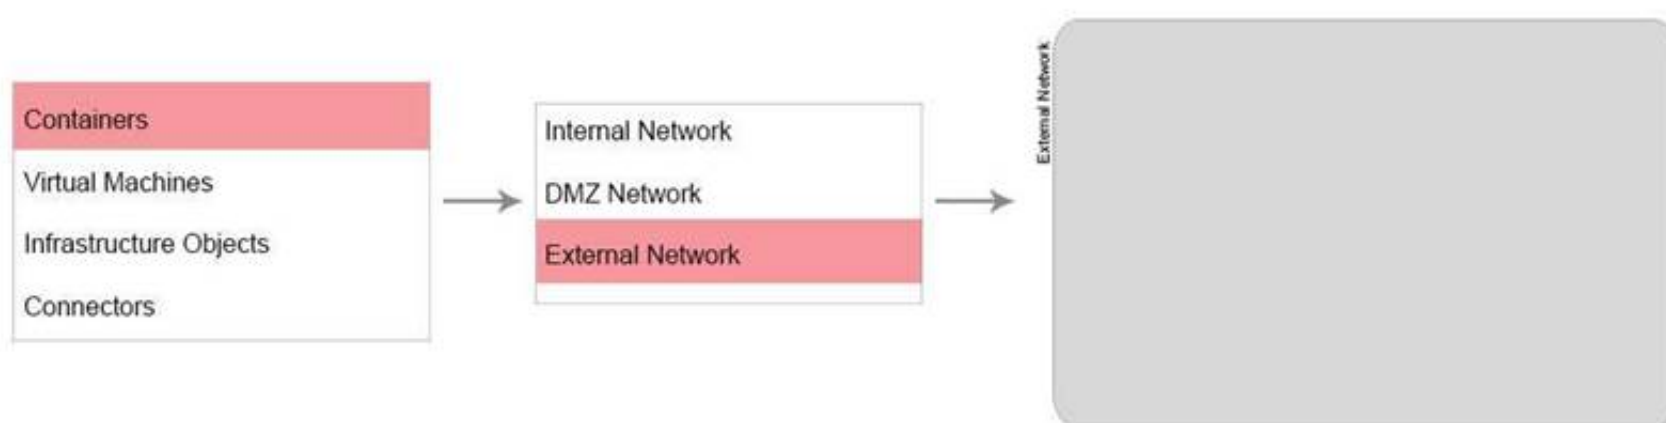 Containers
Virtual Machines
Infrastructure Objects
Connectors
Internal Network
DMZ Network
External Network
External Network